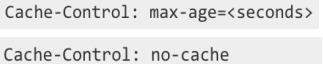 Cache-Control: max-age=<seconds>
Cache-Control: no-cache